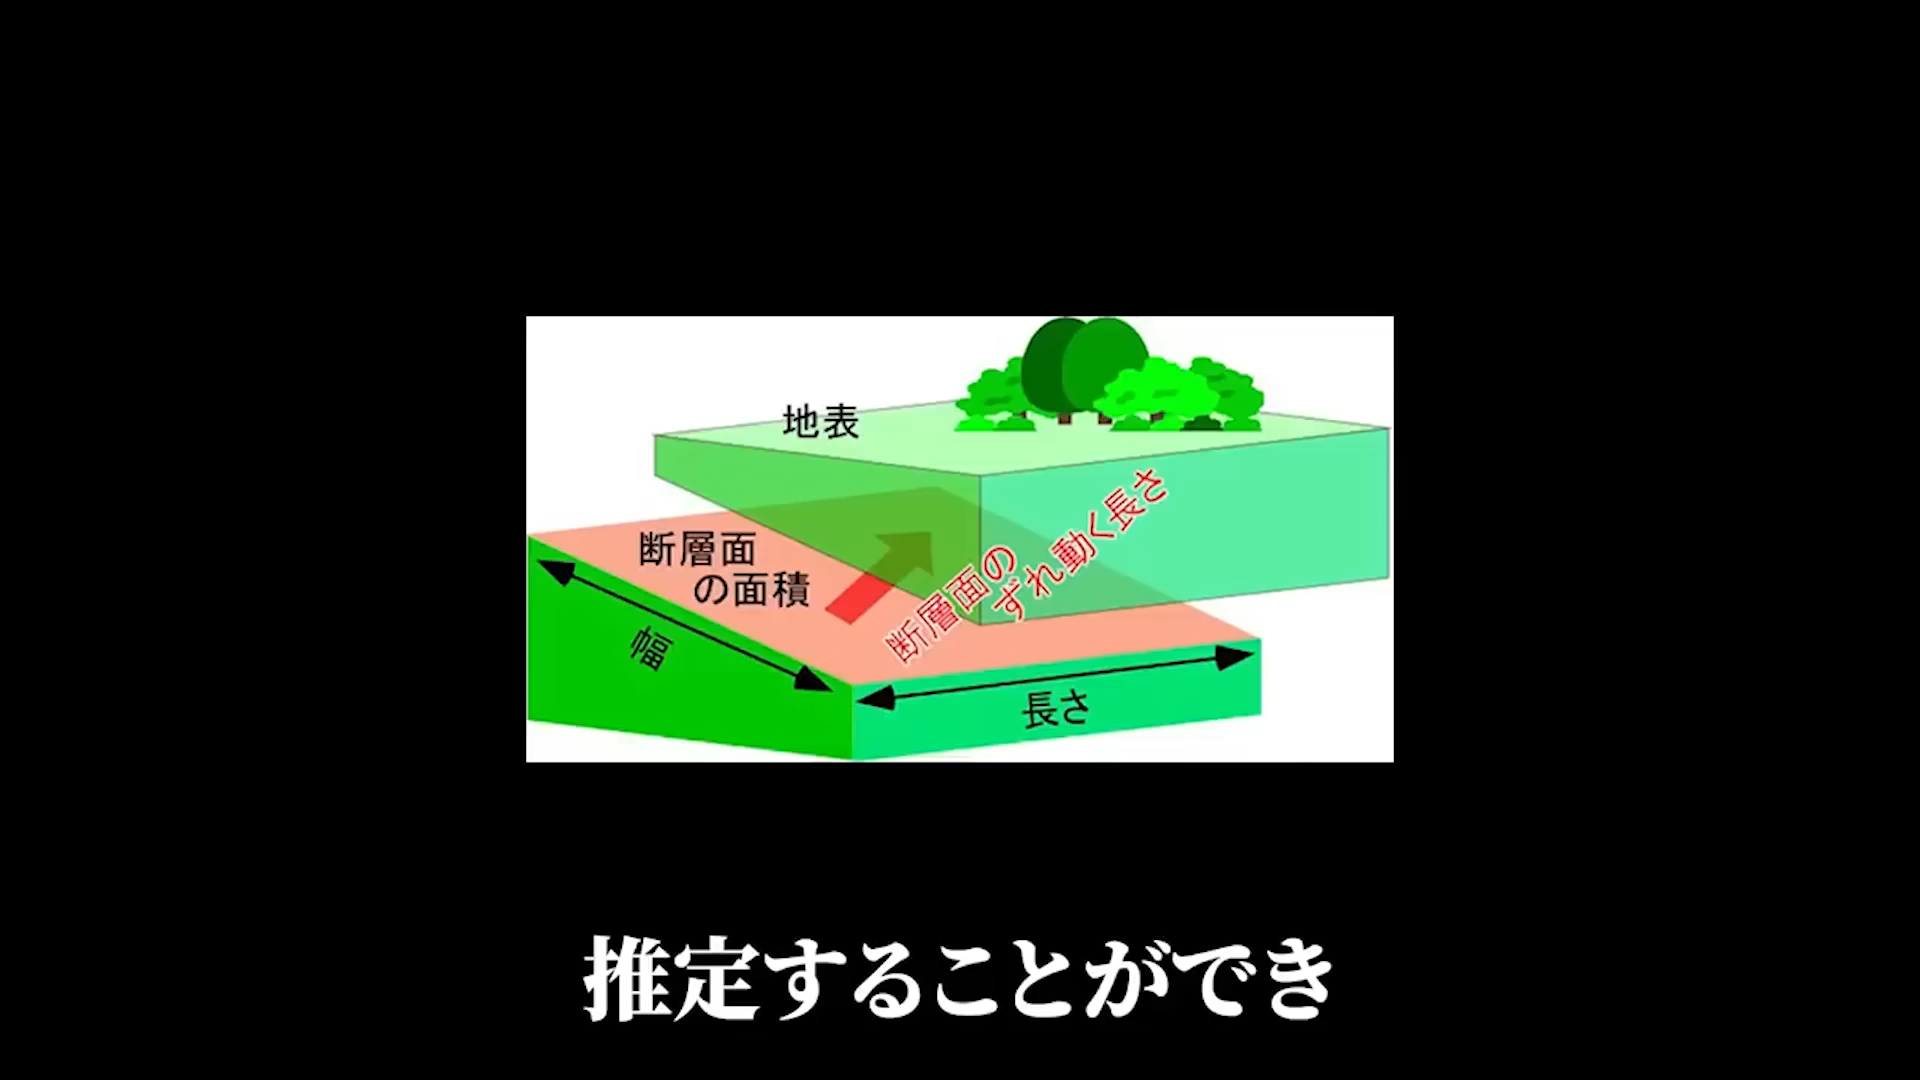 地表
断層面
の面積
断層面の
ずれ動く長さ
幅
長さ
推定することができ